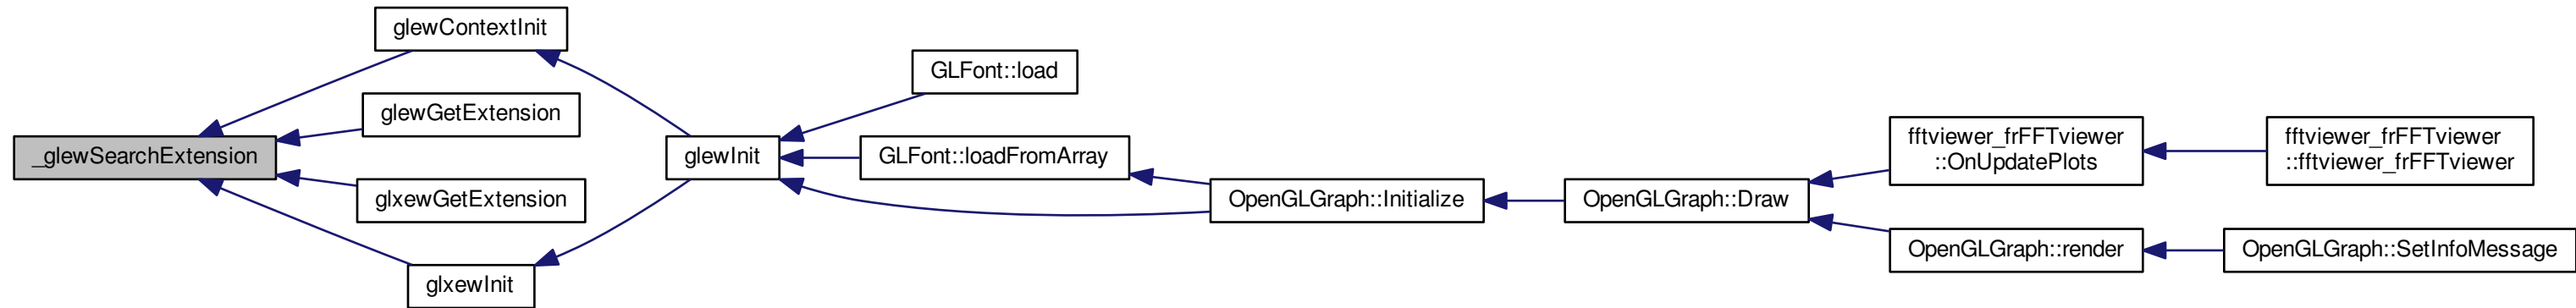 glewContextInit
glewGetExtension
_glewSearchExtension
glxewGetExtension
glxewInit
glewInit
GLFont::load
GLFont::loadFromArray
OpenGLGraph::Initialize
OpenGLGraph::Draw
fftviewer_frFFTviewer
::OnUpdatePlots
OpenGLGraph::render
fftviewer_frFFTviewer
::fftviewer_frFFTviewer
OpenGLGraph::SetInfoMessage